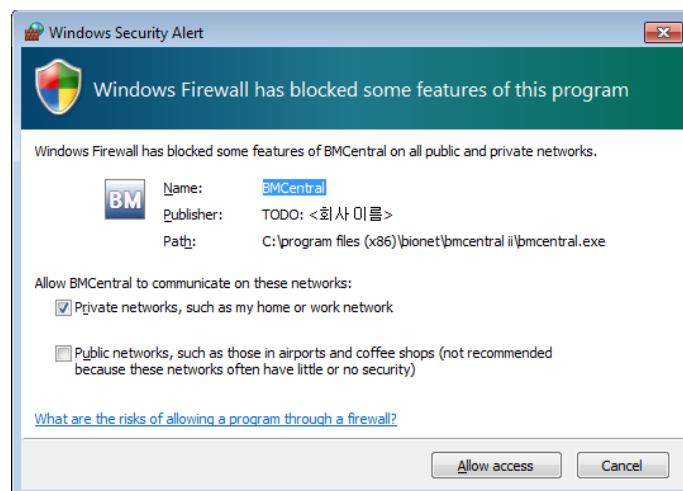 Windows Security Alert
Windows Firewall has blocked some features of this program
Windows Firewall has blocked some features of BMCentral on all public and private networks.
BM
Name: BMCentral
Publisher: TODO: <회사 이름>
Path: C:\program files (x86)\bionet\bmcentral ii\bmcentral.exe
Allow BMCentral to communicate on these networks:
Private networks, such as my home or work network
Public networks, such as those in airports and coffee shops (not recommended
because these networks often have little or no security)
What are the risks of allowing a program through a firewall?
Allow access
Cancel